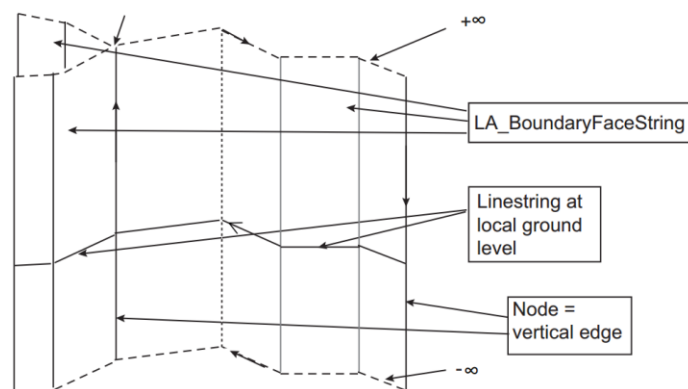 +∞
LA_BoundaryFaceString
Linestring at
local ground
level
Node =
vertical edge
-∞